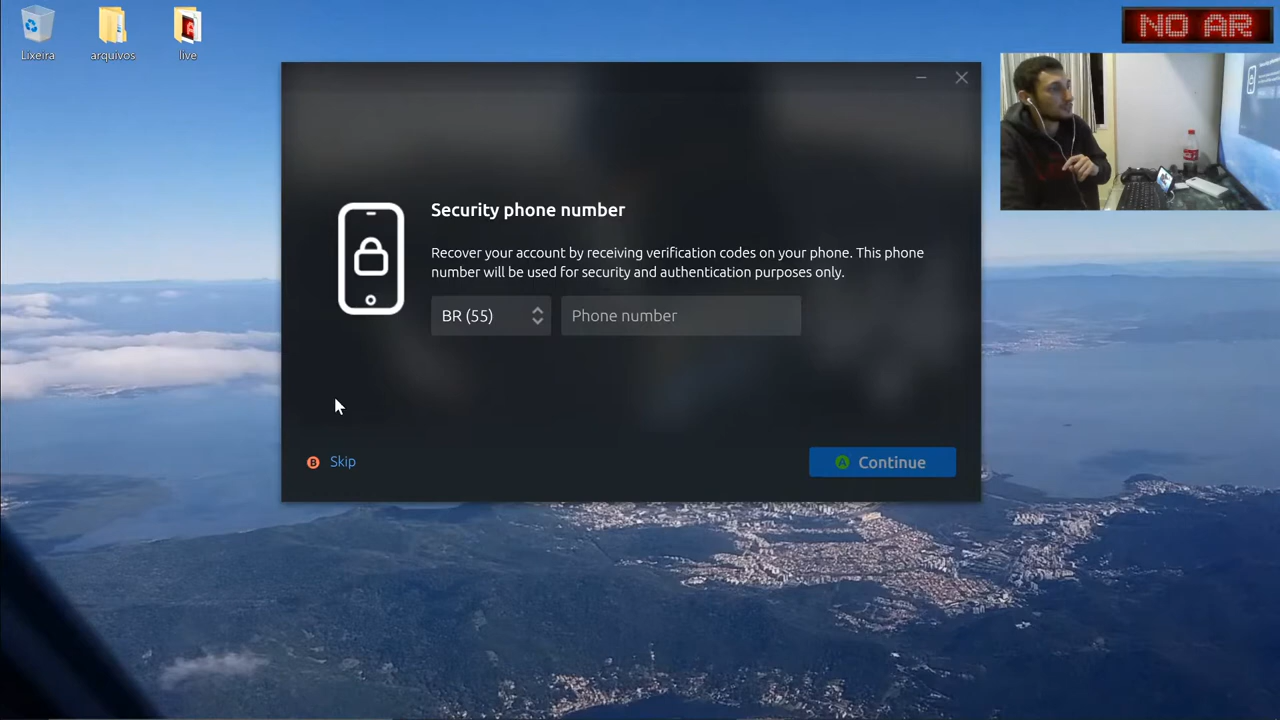 Lixeira
arquivos
live
NO AR
Security phone number
Recover your account by receiving verification codes on your phone. This phone
number will be used for security and authentication purposes only.
BR (55)
Phone number
B Skip
A Continue